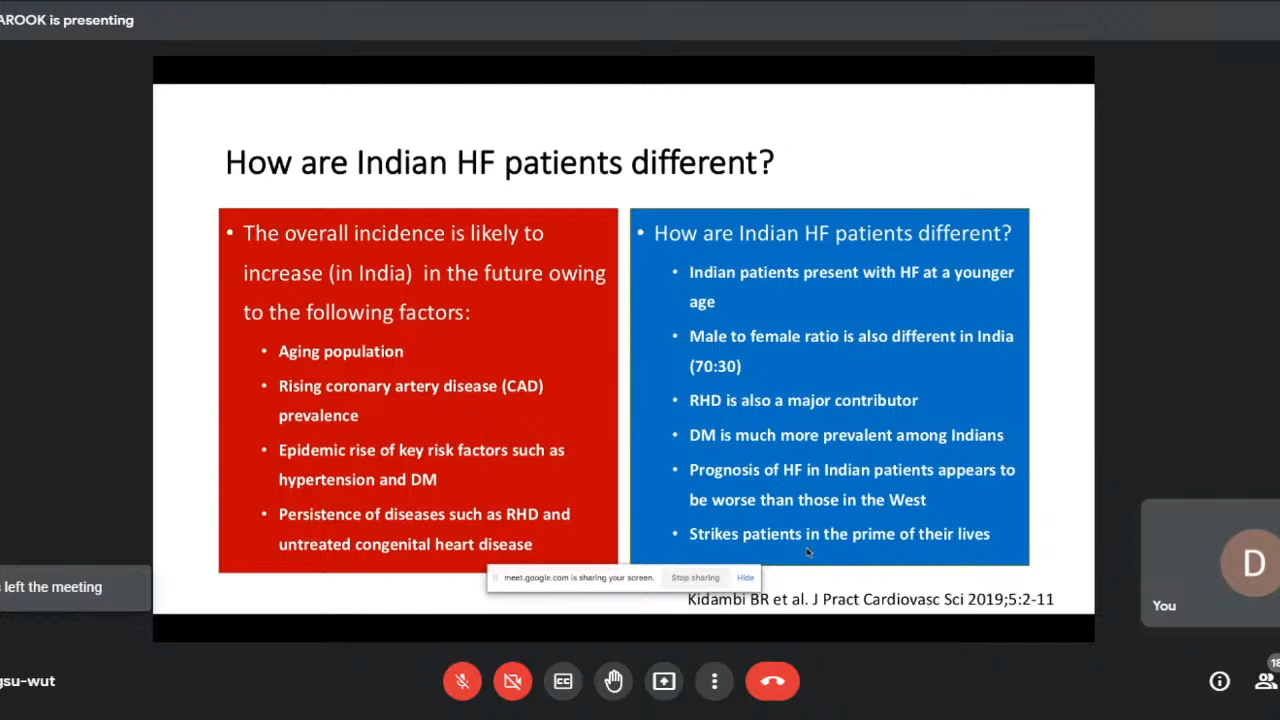 AROOK is presenting
How are Indian HF patients different?
• The overall incidence is likely to
increase (in India)  in the future owing
to the following factors:
• Aging population
• Rising coronary artery disease (CAD)
prevalence
• Epidemic rise of key risk factors such as
hypertension and DM
• Persistence of diseases such as RHD and
untreated congenital heart disease
• How are Indian HF patients different?
• Indian patients present with HF at a younger
age
• Male to female ratio is also different in India
(70:30)
• RHD is also a major contributor
• DM is much more prevalent among Indians
• Prognosis of HF in Indian patients appears to
be worse than those in the West
• Strikes patients in the prime of their lives
meet.google.com is sharing your screen. Stop sharing Hide
Kidambi BR et al. J Pract Cardiovasc Sci 2019;5:2-11
left the meeting
D
You
gsu-wut
18